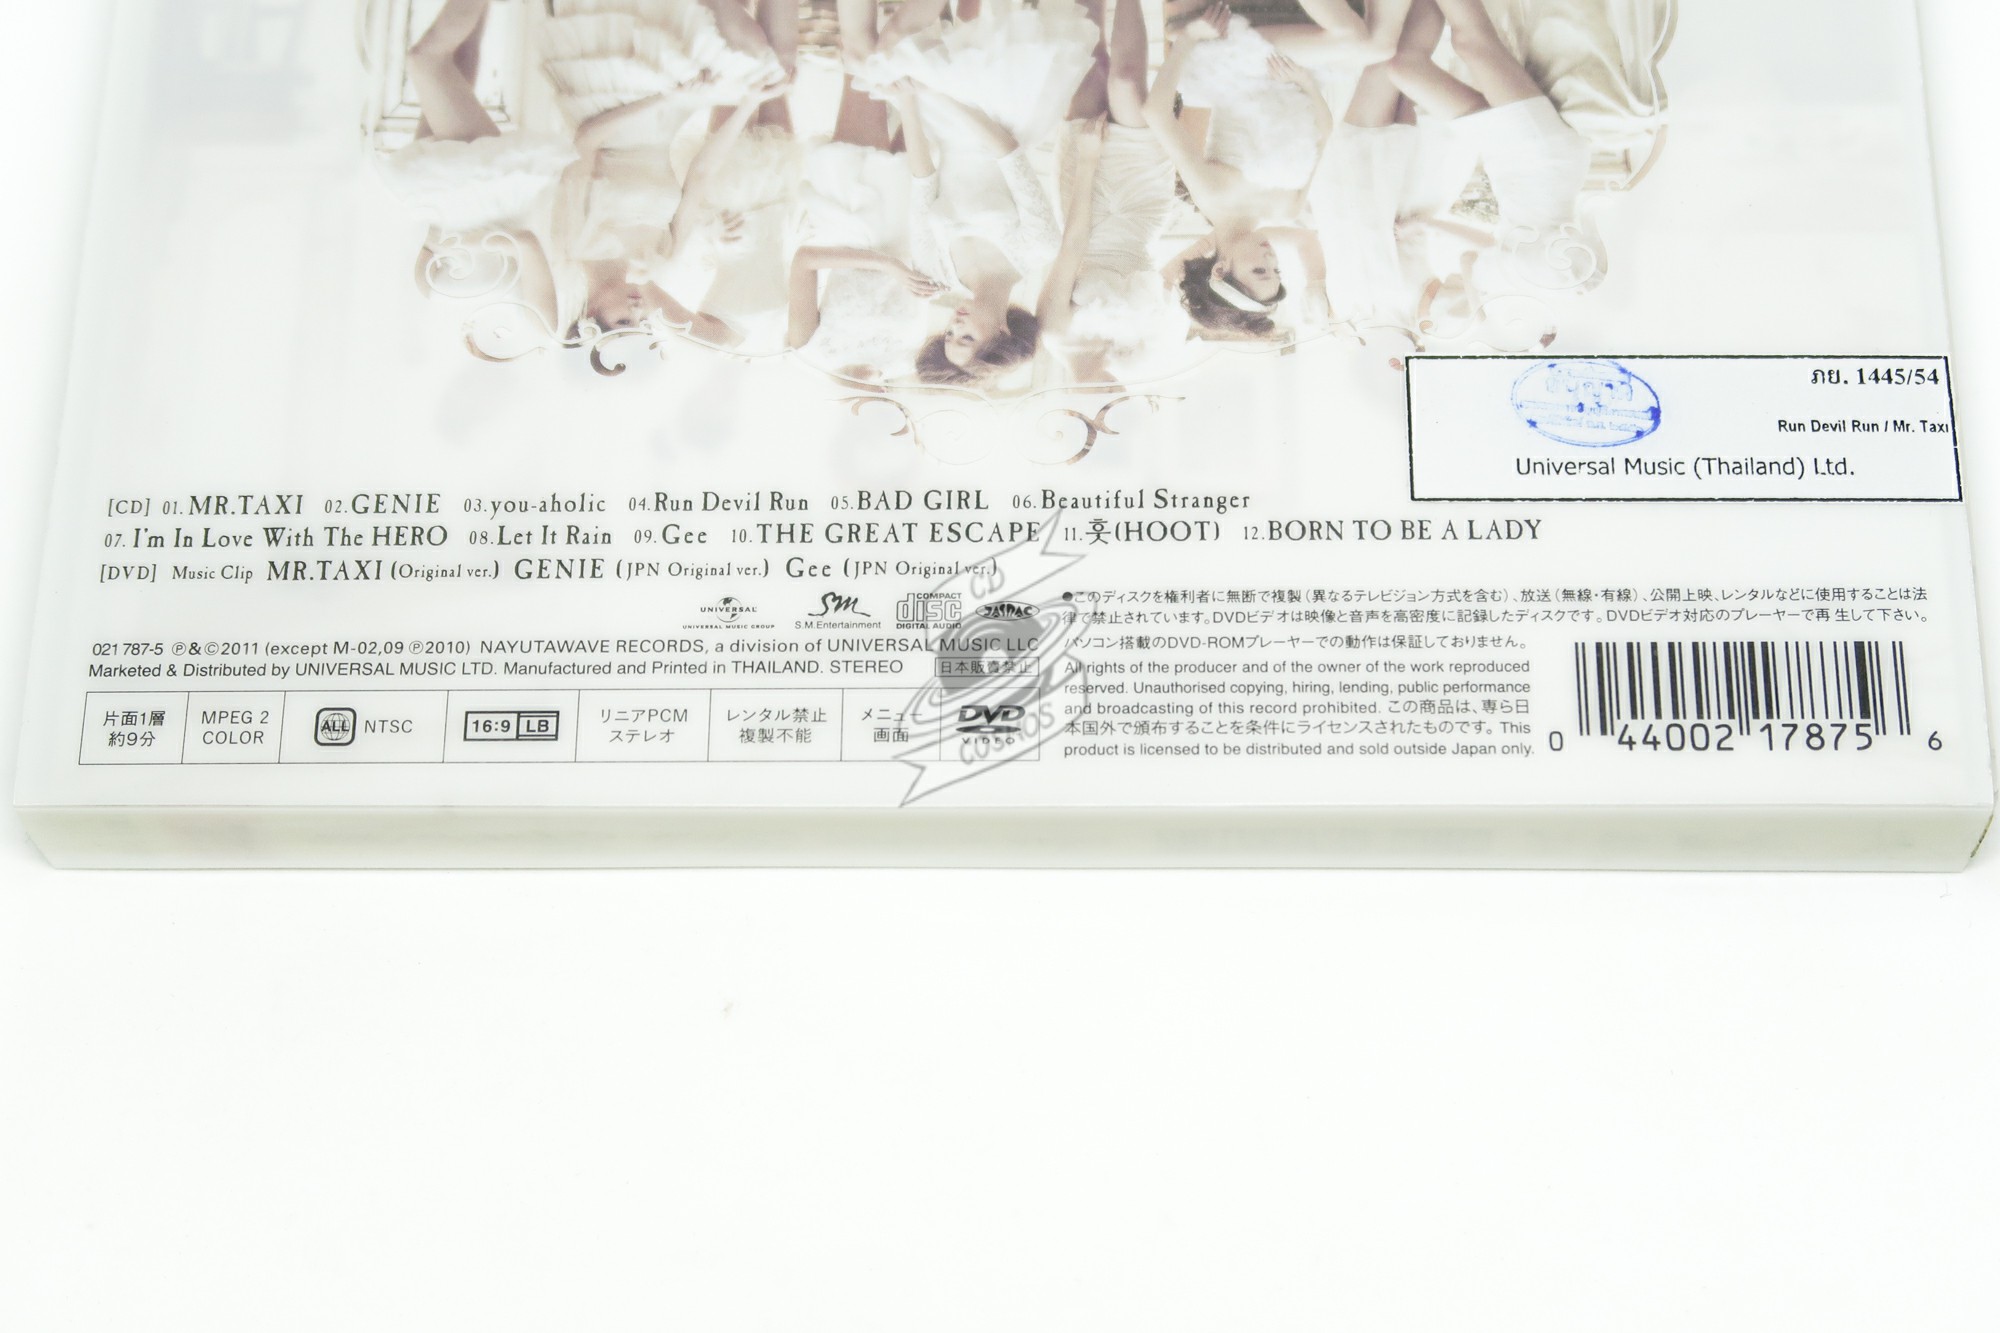 ภย. 1445/54
Run Devil Run / Mr. Taxi
Universal Music (Thailand) Ltd.
[CD] 01.MR.TAXI 02.GENIE 03.you-aholic 04.Run Devil Run 05.BAD GIRL 06.Beautiful Stranger
07.I'm In Love With The HERO 08.Let It Rain 09.Gee 10.THE GREAT ESCAPE 11.훗(HOOT) 12.BORN TO BE A LADY
[DVD] Music Clip MR.TAXI (Original ver.) GENIE (JPN Original ver.) Gee (JPN Original ver.)
UNIVERSAL
UNIVERSAL MUSIC GROUP
SM
S.M.Entertainment
COMPACT
disc
DIGITAL AUDIO
JASRAC
021 787-5 ℗&©2011 (except M-02,09 ℗2010) NAYUTAWAVE RECORDS, a division of UNIVERSAL MUSIC LLC
Marketed & Distributed by UNIVERSAL MUSIC LTD. Manufactured and Printed in THAILAND. STEREO 日本販売禁止
片面1層
約9分
MPEG 2
COLOR
ALL NTSC
16:9 LB
リニアPCM
ステレオ
レンタル禁止
複製不能
メニュー
画面
DVD
VIDEO
●このディスクを権利者に無断で複製（異なるテレビジョン方式を含む）、放送（無線・有線）、公開上映、レンタルなどに使用することは法
律で禁止されています。DVDビデオは映像と音声を高密度に記録したディスクです。DVDビデオ対応のプレーヤーで再生して下さい。
パソコン搭載のDVD-ROMプレーヤーでの動作は保証しておりません。
All rights of the producer and of the owner of the work reproduced
reserved. Unauthorised copying, hiring, lending, public performance
and broadcasting of this record prohibited. この商品は、専ら日
本国外で頒布することを条件にライセンスされたものです。This
product is licensed to be distributed and sold outside Japan only.
0 44002 17875 6
CD
COSMOS